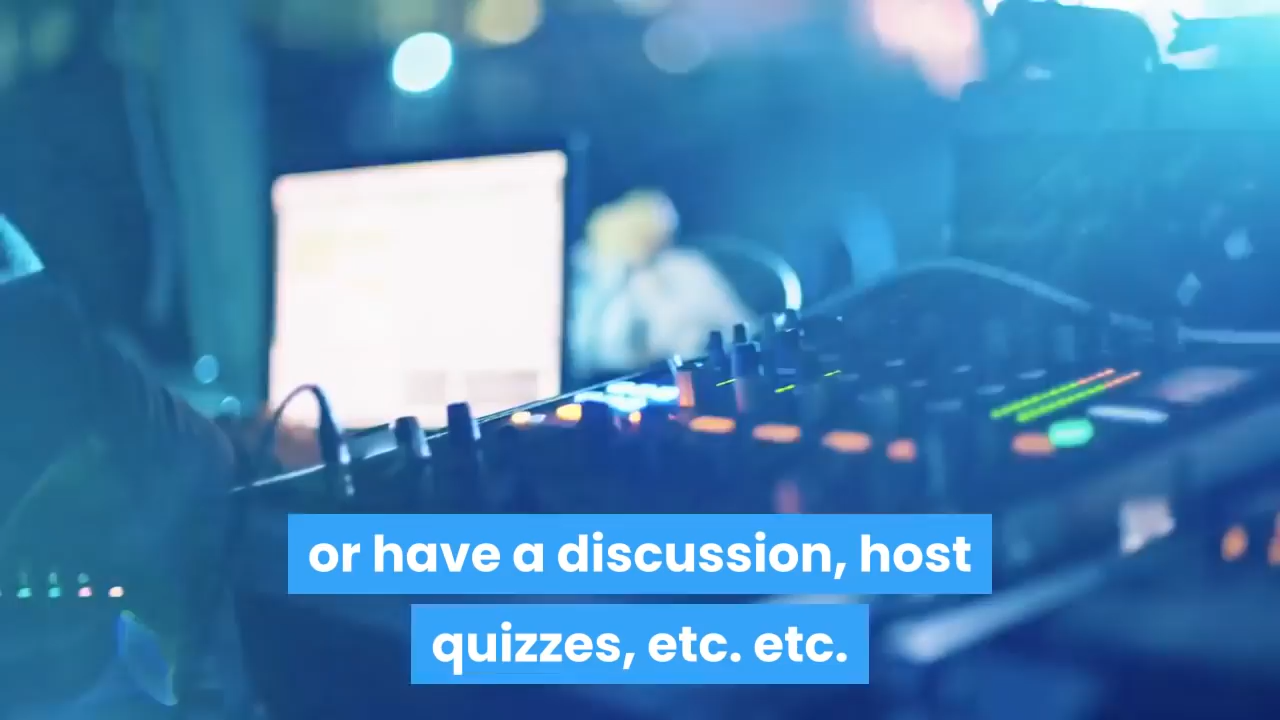 or have a discussion, host
quizzes, etc. etc.